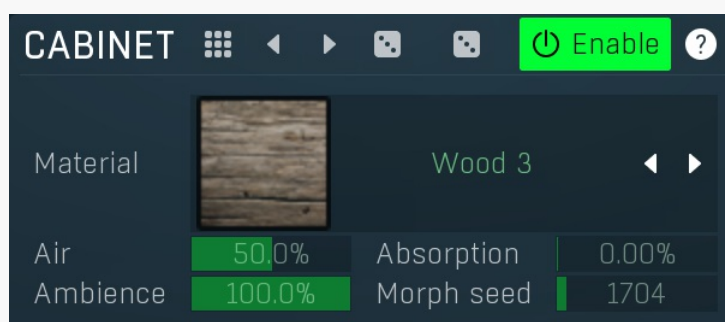 CABINET Enable ?
Material Wood 3
Air 50.0% Absorption 0.00%
Ambience 100.0% Morph seed 1704